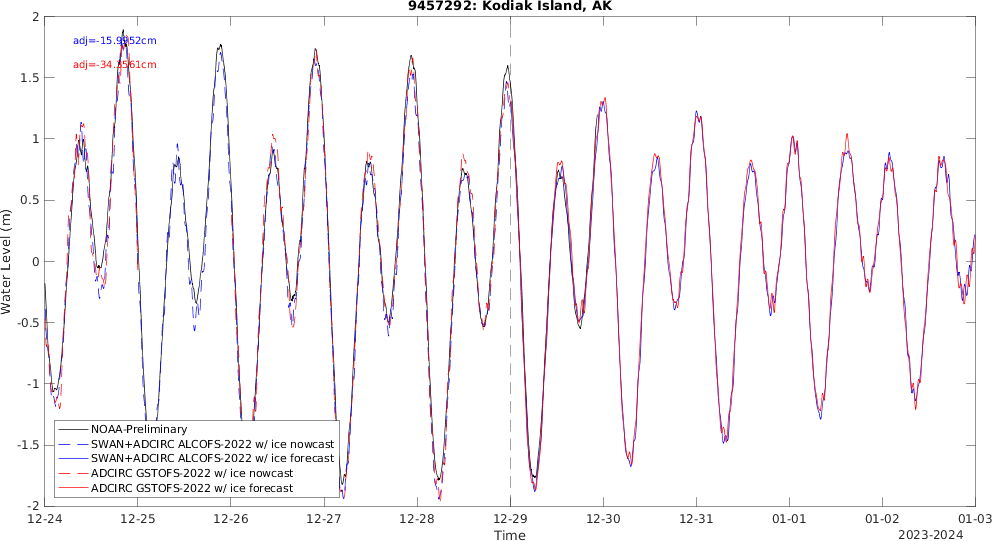 9457292: Kodiak Island, AK
adj=-15.9952cm
adj=-34.3561cm
Water Level (m)
2
1.5
1
0.5
0
-0.5
-1
-1.5
-2
NOAA-Preliminary
SWAN+ADCIRC ALCOFS-2022 w/ ice nowcast
SWAN+ADCIRC ALCOFS-2022 w/ ice forecast
ADCIRC GSTOFS-2022 w/ ice nowcast
ADCIRC GSTOFS-2022 w/ ice forecast
12-24 12-25 12-26 12-27 12-28 12-29 12-30 12-31 01-01 01-02 01-03
Time
2023-2024